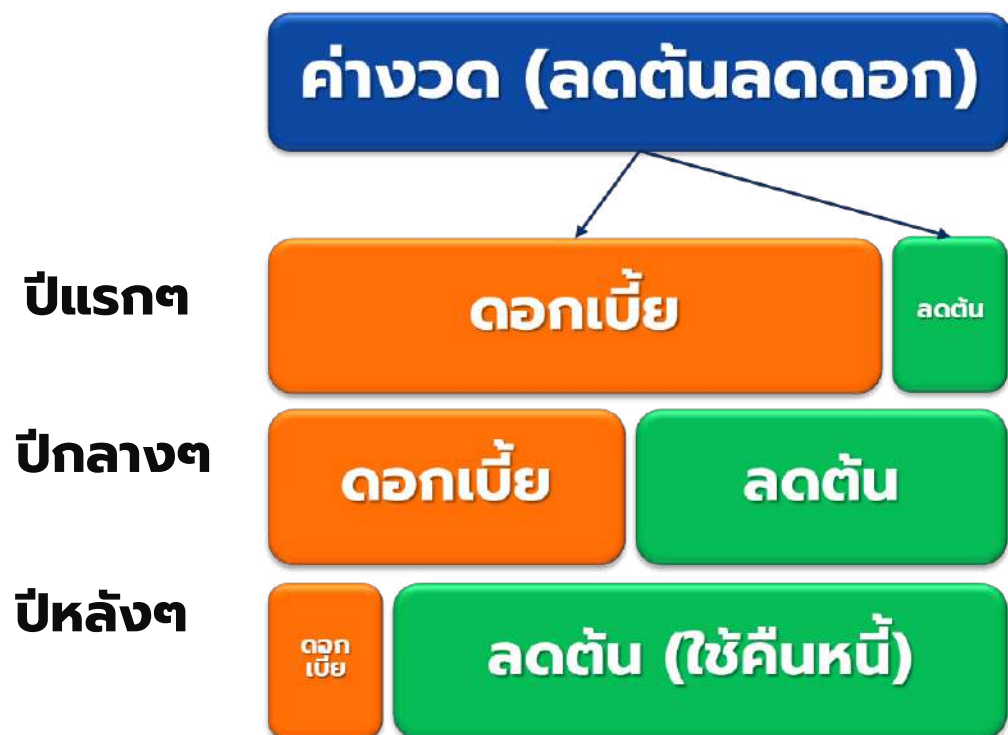 ค่างวด (ลดต้นลดดอก)
ปีแรกๆ
ดอกเบี้ย
ลดต้น
ปีกลางๆ
ดอกเบี้ย
ลดต้น
ปีหลังๆ
ดอก
เบี้ย
ลดต้น (ใช้คืนหนี้)